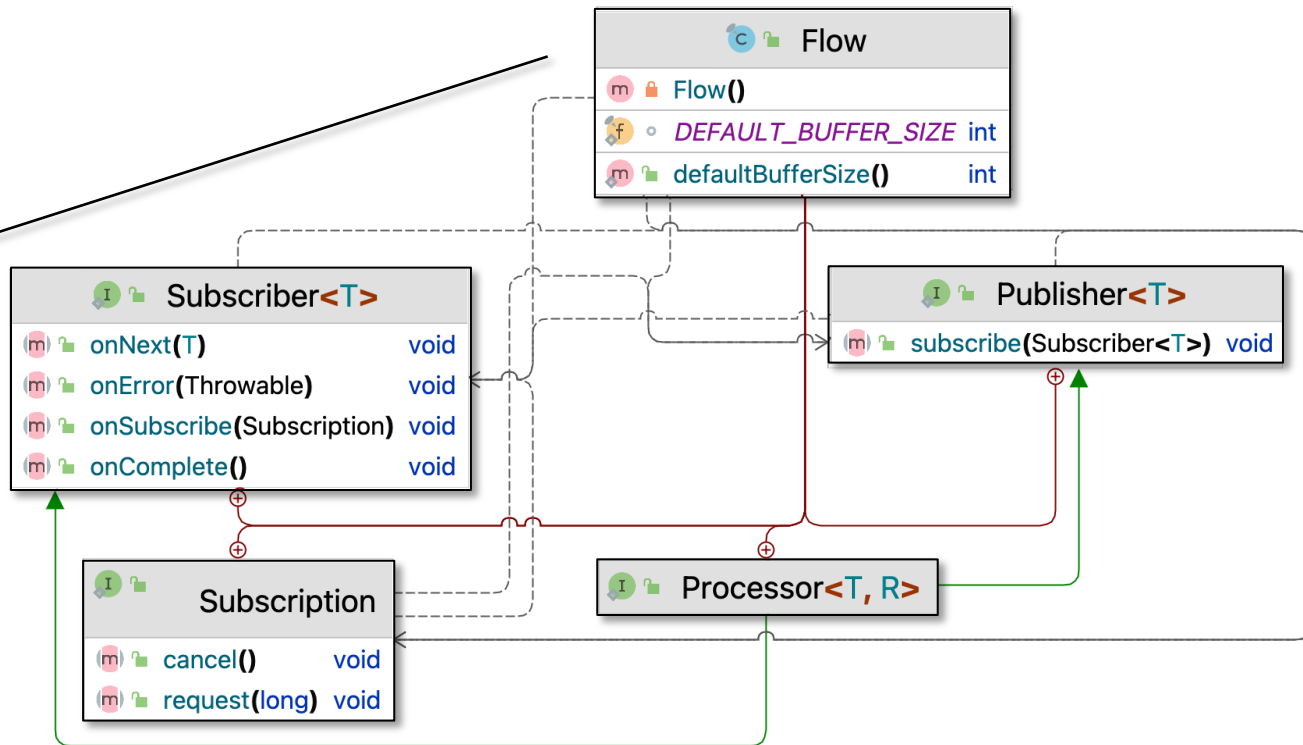 Flow
Flow()
DEFAULT_BUFFER_SIZE int
defaultBufferSize() int
Subscriber<T>
onNext(T) void
onError(Throwable) void
onSubscribe(Subscription) void
onComplete() void
Publisher<T>
subscribe(Subscriber<T>) void
Subscription
cancel() void
request(long) void
Processor<T, R>